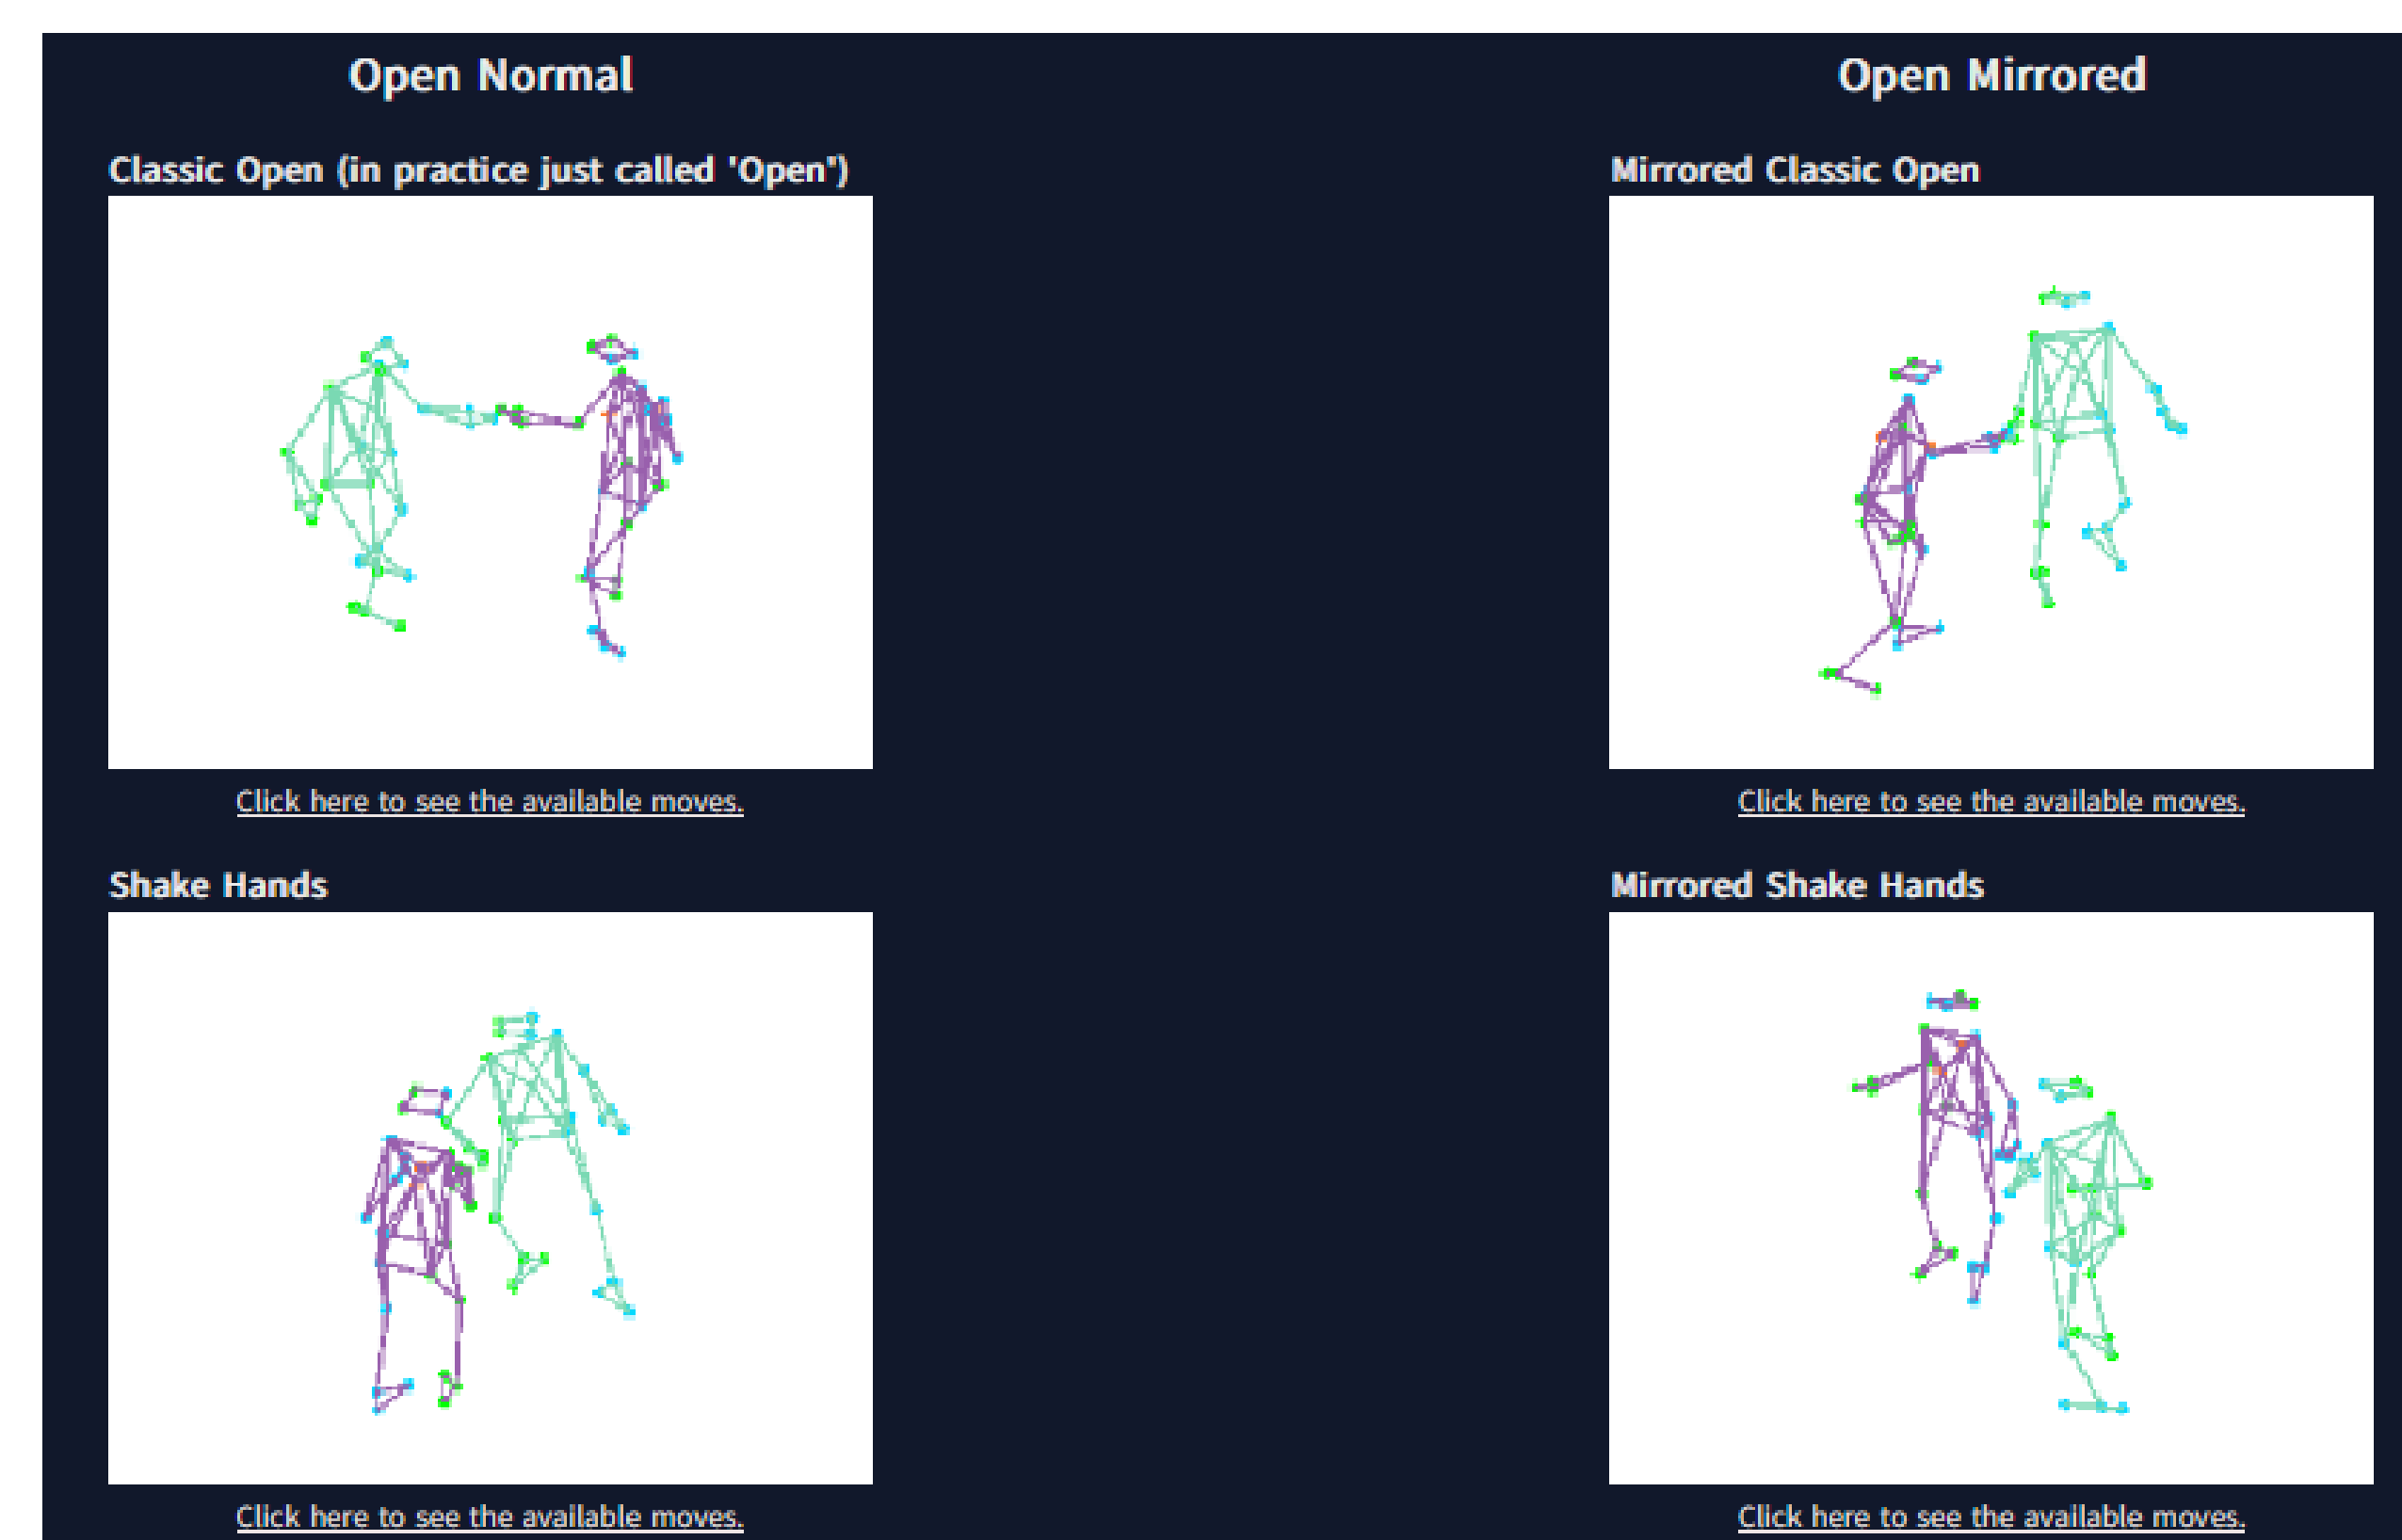 Open Normal
Open Mirrored
Classic Open (in practice just called 'Open')
Mirrored Classic Open
Click here to see the available moves.
Click here to see the available moves.
Shake Hands
Mirrored Shake Hands
Click here to see the available moves.
Click here to see the available moves.